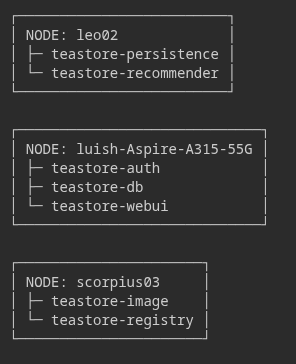 NODE: leo02
├─ teastore-persistence
└─ teastore-recommender
NODE: luish-Aspire-A315-55G
├─ teastore-auth
├─ teastore-db
└─ teastore-webui
NODE: scorpius03
├─ teastore-image
└─ teastore-registry